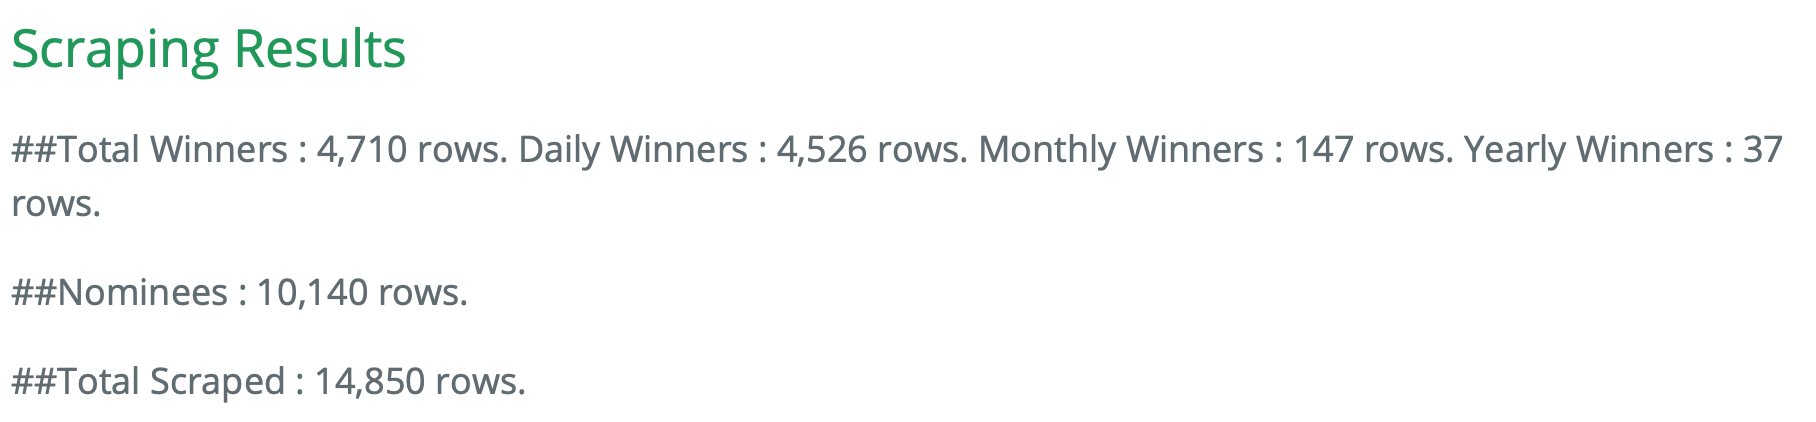 Scraping Results
##Total Winners : 4,710 rows. Daily Winners : 4,526 rows. Monthly Winners : 147 rows. Yearly Winners : 37
rows.
##Nominees : 10,140 rows.
##Total Scraped : 14,850 rows.